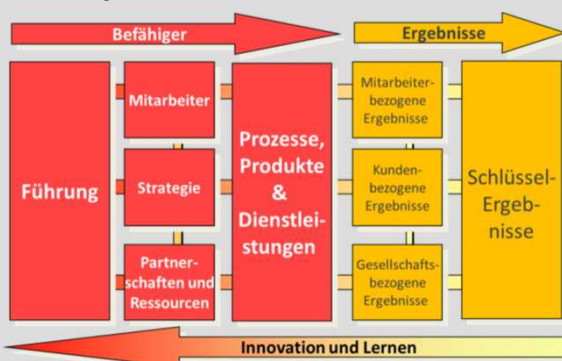 Befähiger
Ergebnisse
Führung
Mitarbeiter
Strategie
Partner-
schaften und
Ressourcen
Prozesse,
Produkte
&
Dienstlei-
stungen
Mitarbeiter-
bezogene
Ergebnisse
Kunden-
bezogene
Ergebnisse
Gesellschafts-
bezogene
Ergebnisse
Schlüssel-
Ergeb-
nisse
Innovation und Lernen